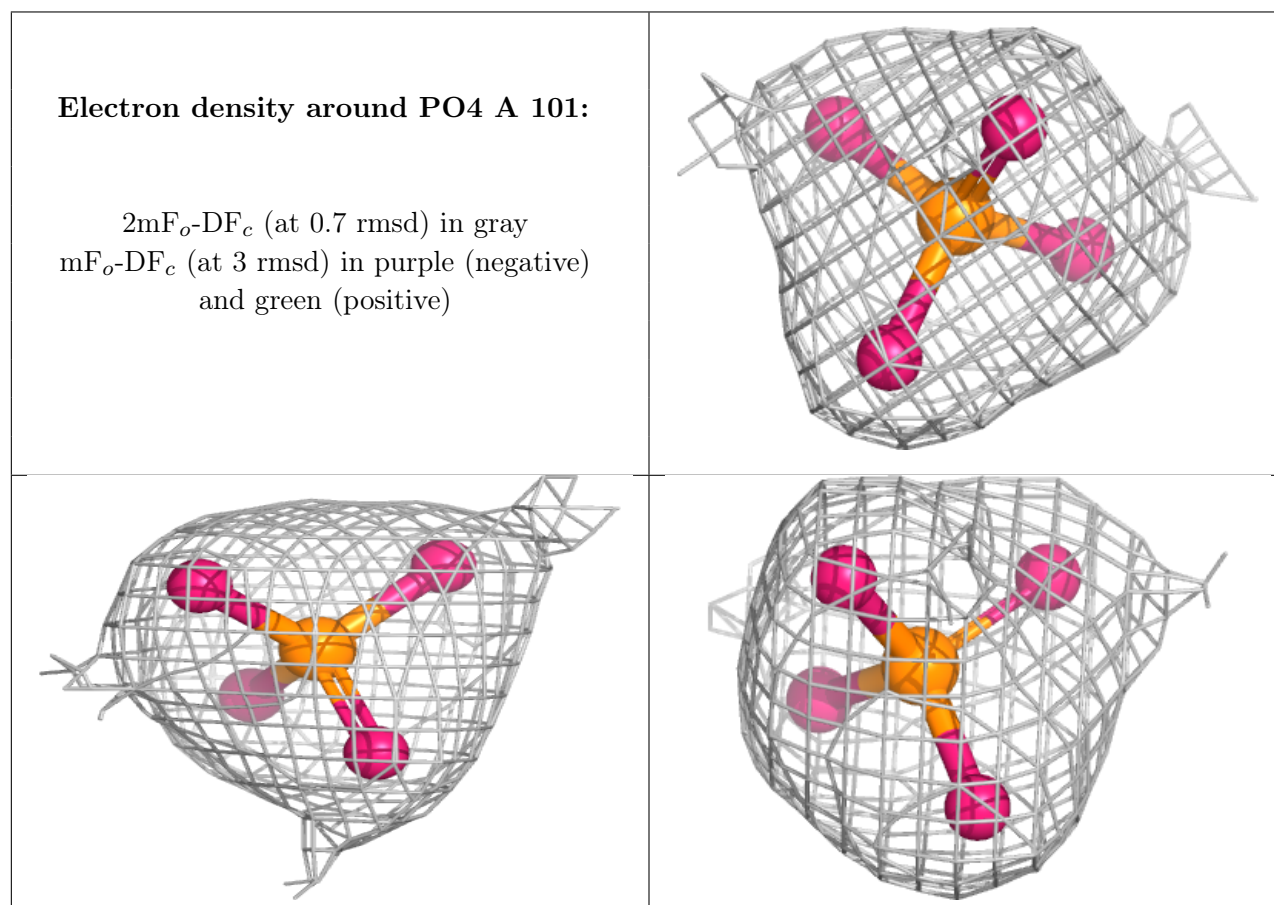 Electron density around PO4 A 101:
2mFo-DFc (at 0.7 rmsd) in gray
mFo-DFc (at 3 rmsd) in purple (negative)
and green (positive)